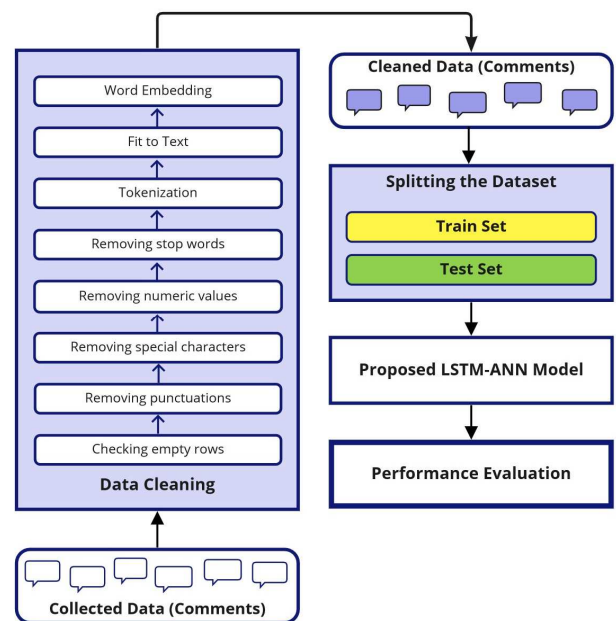 Word Embedding
Fit to Text
Tokenization
Removing stop words
Removing numeric values
Removing special characters
Removing punctuations
Checking empty rows
Data Cleaning
Collected Data (Comments)
Cleaned Data (Comments)
Splitting the Dataset
Train Set
Test Set
Proposed LSTM-ANN Model
Performance Evaluation